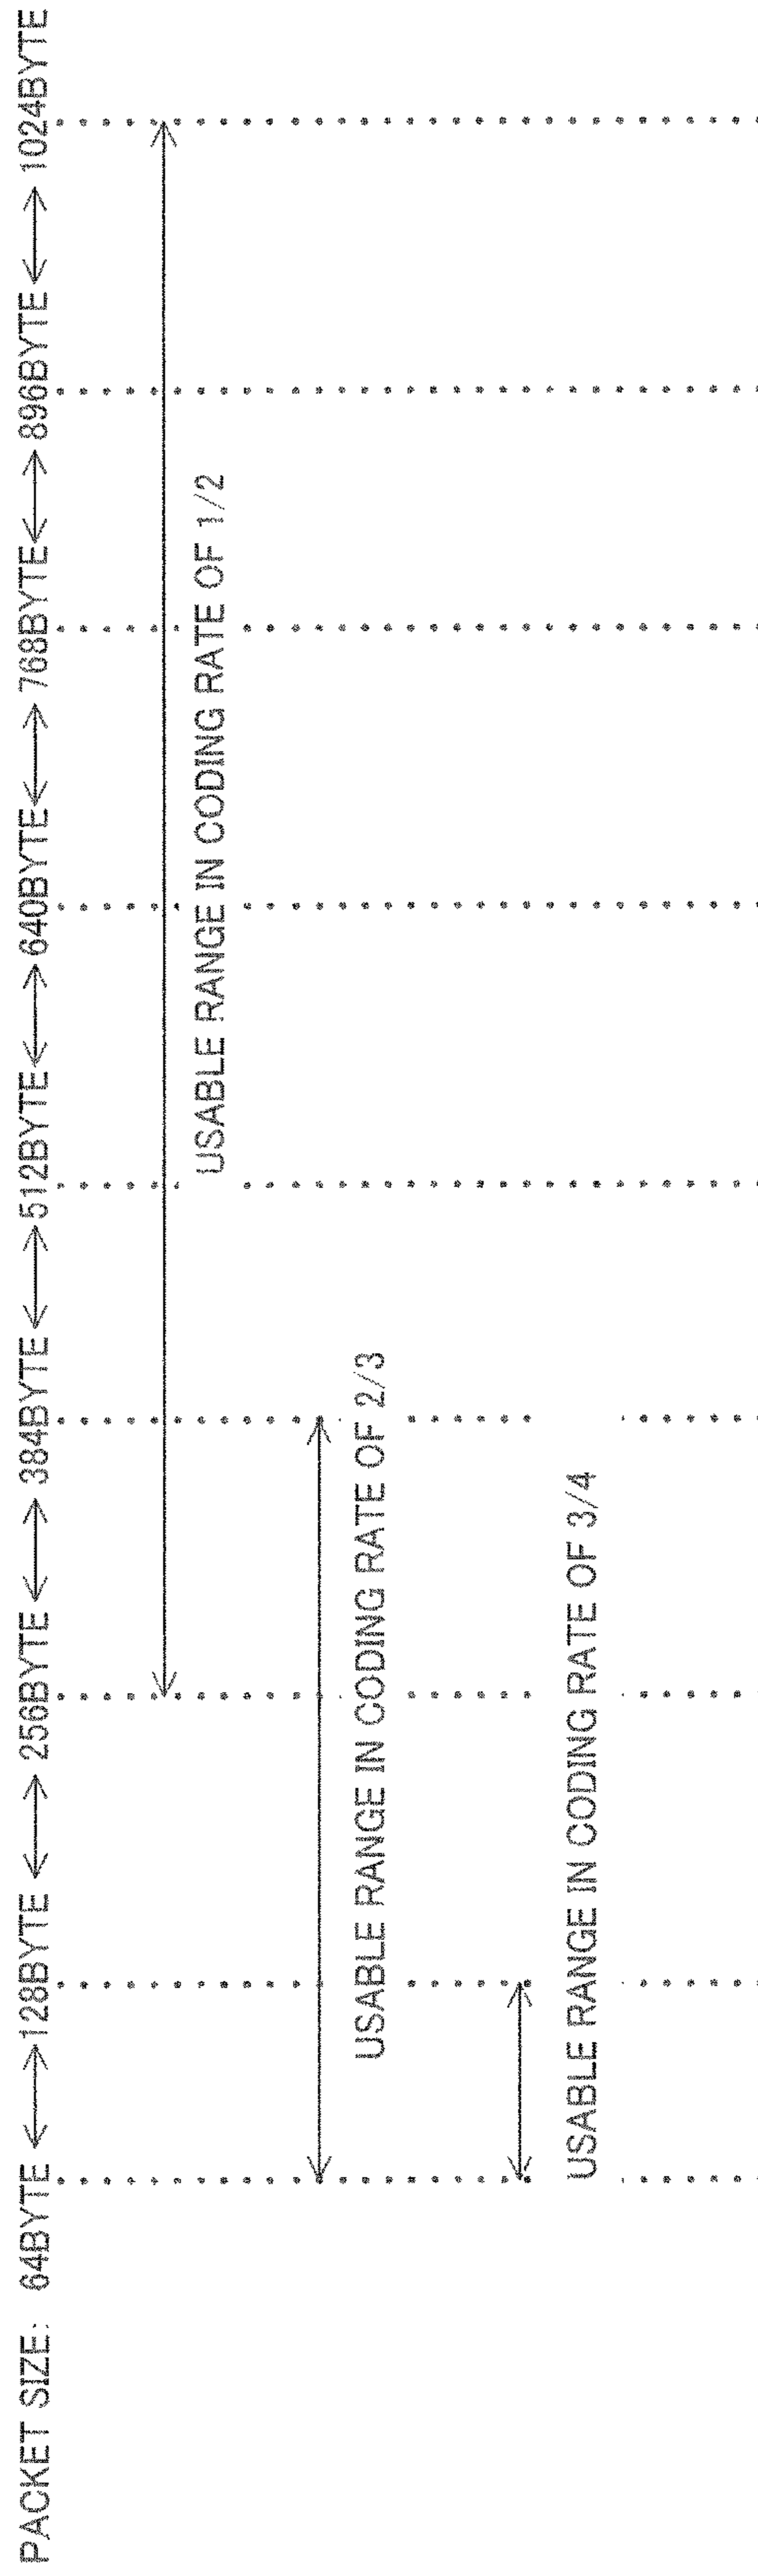 PACKET SIZE: 64BYTE 128BYTE 256BYTE 384BYTE 512BYTE 640BYTE 768BYTE 896BYTE 1024BYTE
USABLE RANGE IN CODING RATE OF 1/2
USABLE RANGE IN CODING RATE OF 2/3
USABLE RANGE IN CODING RATE OF 3/4